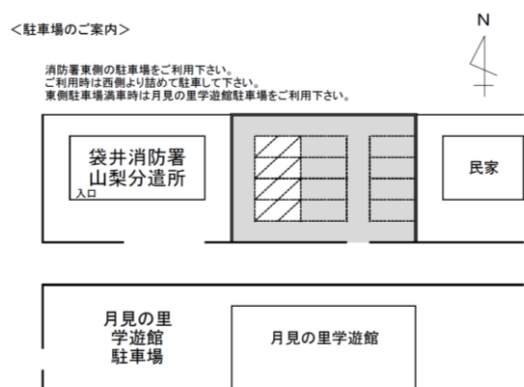 ＜駐車場のご案内＞
N
消防署東側の駐車場をご利用下さい。
ご利用時は西側より詰めて駐車して下さい。
東側駐車場満車時は月見の里学遊館駐車場をご利用下さい。
袋井消防署
山梨分遣所
入口
民家
月見の里
学遊館
駐車場
月見の里学遊館